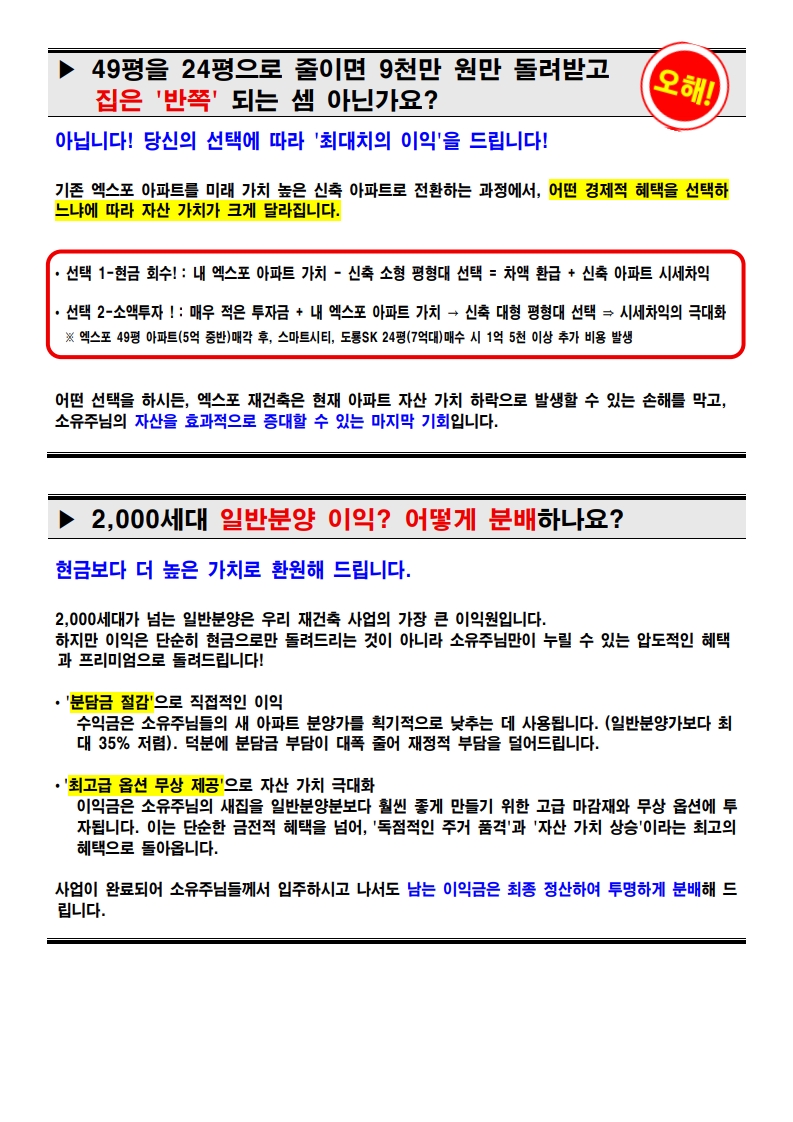 ▶ 49평을 24평으로 줄이면 9천만 원만 돌려받고
집은 '반쪽' 되는 셈 아닌가요?
오해!
아닙니다! 당신의 선택에 따라 '최대치의 이익'을 드립니다!
기존 엑스포 아파트를 미래 가치 높은 신축 아파트로 전환하는 과정에서, 어떤 경제적 혜택을 선택하
느냐에 따라 자산 가치가 크게 달라집니다.
• 선택 1-현금 회수! : 내 엑스포 아파트 가치 - 신축 소형 평형대 선택 = 차액 환급 + 신축 아파트 시세차익
• 선택 2-소액투자 ! : 매우 적은 투자금 + 내 엑스포 아파트 가치 → 신축 대형 평형대 선택 ⇒ 시세차익의 극대화
※ 엑스포 49평 아파트(5억 중반)매각 후, 스마트시티, 도룡SK 24평(7억대)매수 시 1억 5천 이상 추가 비용 발생
어떤 선택을 하시든, 엑스포 재건축은 현재 아파트 자산 가치 하락으로 발생할 수 있는 손해를 막고,
소유주님의 자산을 효과적으로 증대할 수 있는 마지막 기회입니다.
▶ 2,000세대 일반분양 이익? 어떻게 분배하나요?
현금보다 더 높은 가치로 환원해 드립니다.
2,000세대가 넘는 일반분양은 우리 재건축 사업의 가장 큰 이익원입니다.
하지만 이익은 단순히 현금으로만 돌려드리는 것이 아니라 소유주님만이 누릴 수 있는 압도적인 혜택
과 프리미엄으로 돌려드립니다!
• '분담금 절감'으로 직접적인 이익
수익금은 소유주님들의 새 아파트 분양가를 획기적으로 낮추는 데 사용됩니다. (일반분양가보다 최
대 35% 저렴). 덕분에 분담금 부담이 대폭 줄어 재정적 부담을 덜어드립니다.
• '최고급 옵션 무상 제공'으로 자산 가치 극대화
이익금은 소유주님의 새집을 일반분양분보다 훨씬 좋게 만들기 위한 고급 마감재와 무상 옵션에 투
자됩니다. 이는 단순한 금전적 혜택을 넘어, '독점적인 주거 품격'과 '자산 가치 상승'이라는 최고의
혜택으로 돌아옵니다.
사업이 완료되어 소유주님들께서 입주하시고 나서도 남는 이익금은 최종 정산하여 투명하게 분배해 드
립니다.